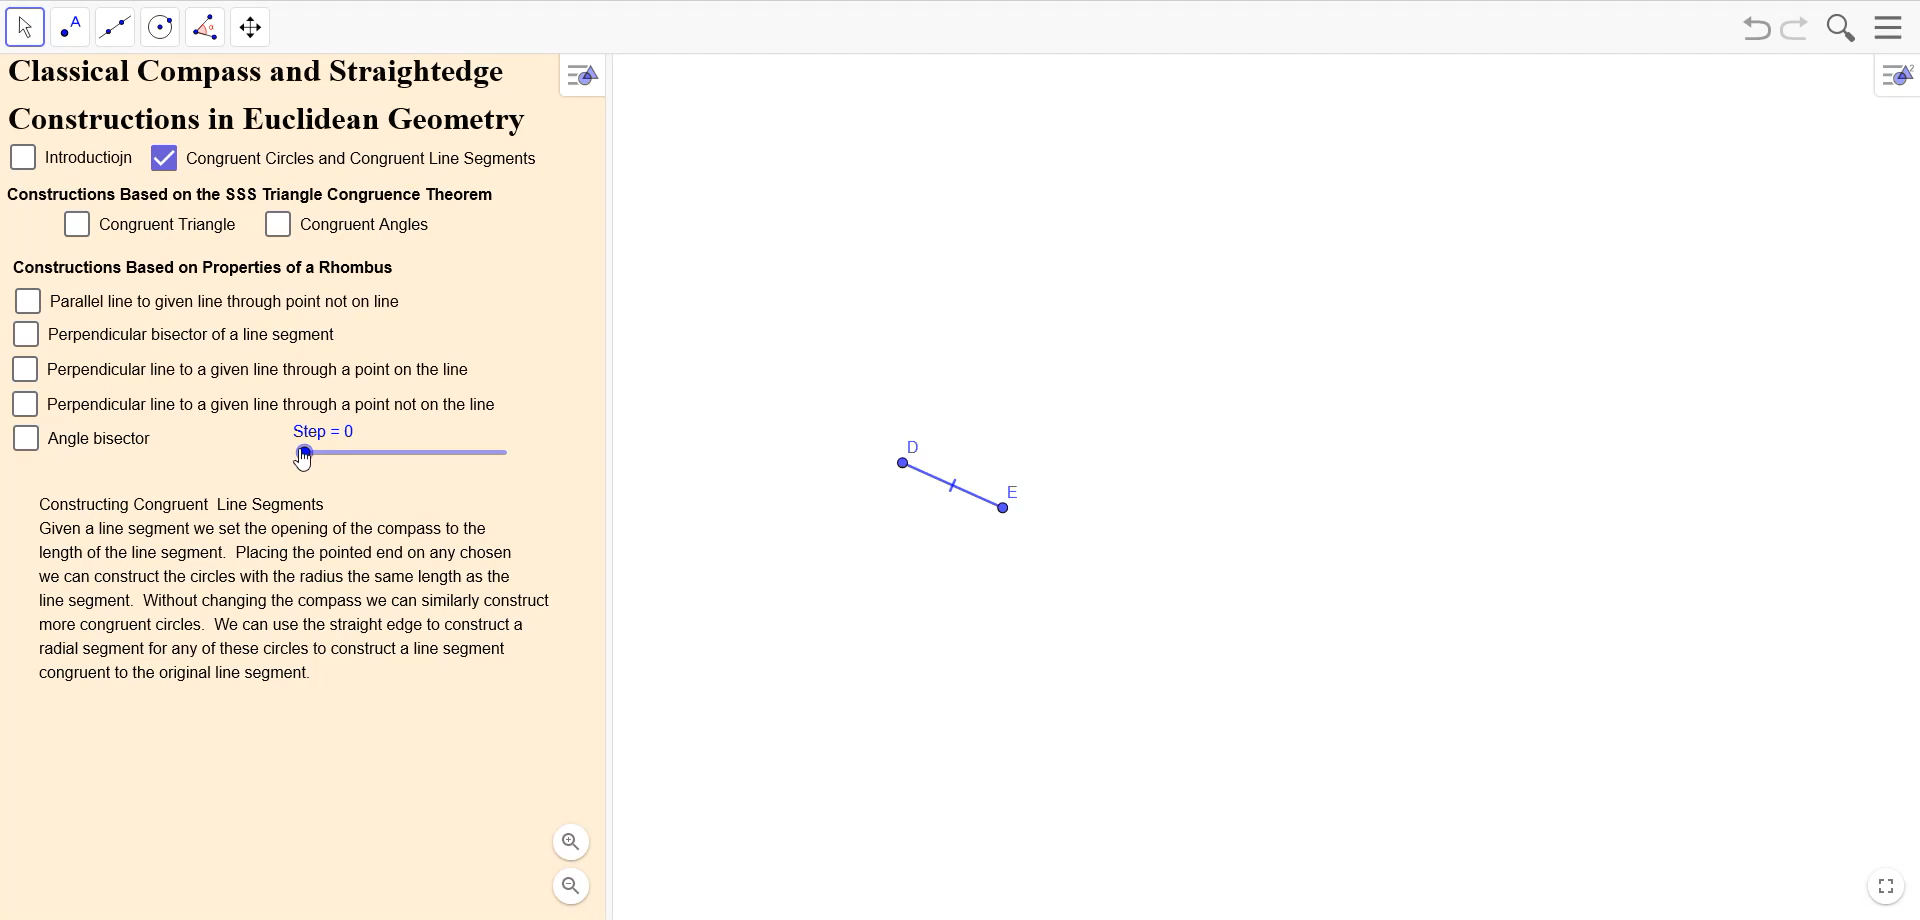 A
Classical Compass and Straightedge
Constructions in Euclidean Geometry
Introductiojn
Congruent Circles and Congruent Line Segments
Constructions Based on the SSS Triangle Congruence Theorem
Congruent Triangle
Congruent Angles
Constructions Based on Properties of a Rhombus
Parallel line to given line through point not on line
Perpendicular bisector of a line segment
Perpendicular line to a given line through a point on the line
Perpendicular line to a given line through a point not on the line
Angle bisector
Step = 0
Constructing Congruent  Line Segments
Given a line segment we set the opening of the compass to the
length of the line segment.  Placing the pointed end on any chosen
we can construct the circles with the radius the same length as the
line segment.  Without changing the compass we can similarly construct
more congruent circles.  We can use the straight edge to construct a
radial segment for any of these circles to construct a line segment
congruent to the original line segment.
D
E
2